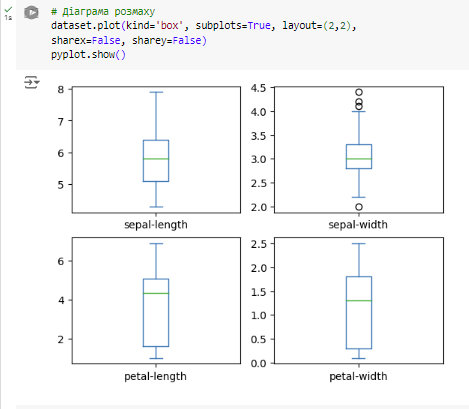 1s
# Діаграма розмаху
dataset.plot(kind='box', subplots=True, layout=(2,2),
sharex=False, sharey=False)
pyplot.show()
8
7
6
5
sepal-length
4.5
4.0
3.5
3.0
2.5
2.0
sepal-width
6
4
2
petal-length
2.5
2.0
1.5
1.0
0.5
0.0
petal-width